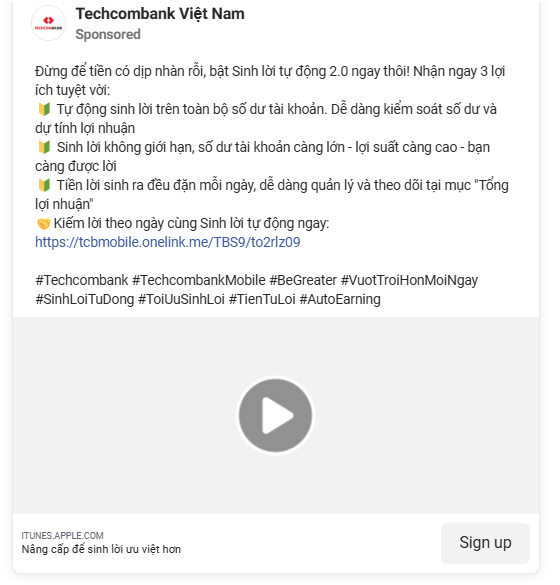 TECHCOMBANK
Techcombank Việt Nam
Sponsored
Đừng để tiền có dịp nhàn rỗi, bật Sinh lời tự động 2.0 ngay thôi! Nhận ngay 3 lợi
ích tuyệt vời:
🔰 Tự động sinh lời trên toàn bộ số dư tài khoản. Dễ dàng kiểm soát số dư và
dự tính lợi nhuận
🔰 Sinh lời không giới hạn, số dư tài khoản càng lớn - lợi suất càng cao - bạn
càng được lời
🔰 Tiền lời sinh ra đều đặn mỗi ngày, dễ dàng quản lý và theo dõi tại mục "Tổng
lợi nhuận"
🤝Kiếm lời theo ngày cùng Sinh lời tự động ngay:
https://tcbmobile.onelink.me/TBS9/to2rlz09
#Techcombank #TechcombankMobile #BeGreater #VuotTroiHonMoiNgay
#SinhLoiTuDong #ToiUuSinhLoi #TienTuLoi #AutoEarning
ITUNES.APPLE.COM
Nâng cấp để sinh lời ưu việt hơn
Sign up